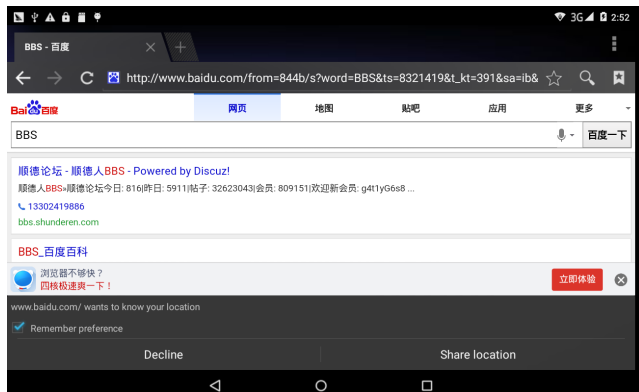 3G 2:52
BBS - 百度
http://www.baidu.com/from=844b/s?word=BBS&ts=8321419&t_kt=391&sa=ib&
Bai百度 网页 地图 贴吧 应用 更多
BBS 百度一下
顺德论坛 - 顺德人BBS - Powered by Discuz!
顺德人BBS»顺德论坛今日: 816|昨日: 5911|帖子: 32623043|会员: 809151|欢迎新会员: g4t1yG6s8 ...
13302419886
bbs.shunderen.com
BBS_百度百科
浏览器不够快？
四核极速爽一下！
立即体验
www.baidu.com/ wants to know your location
Remember preference
Decline Share location